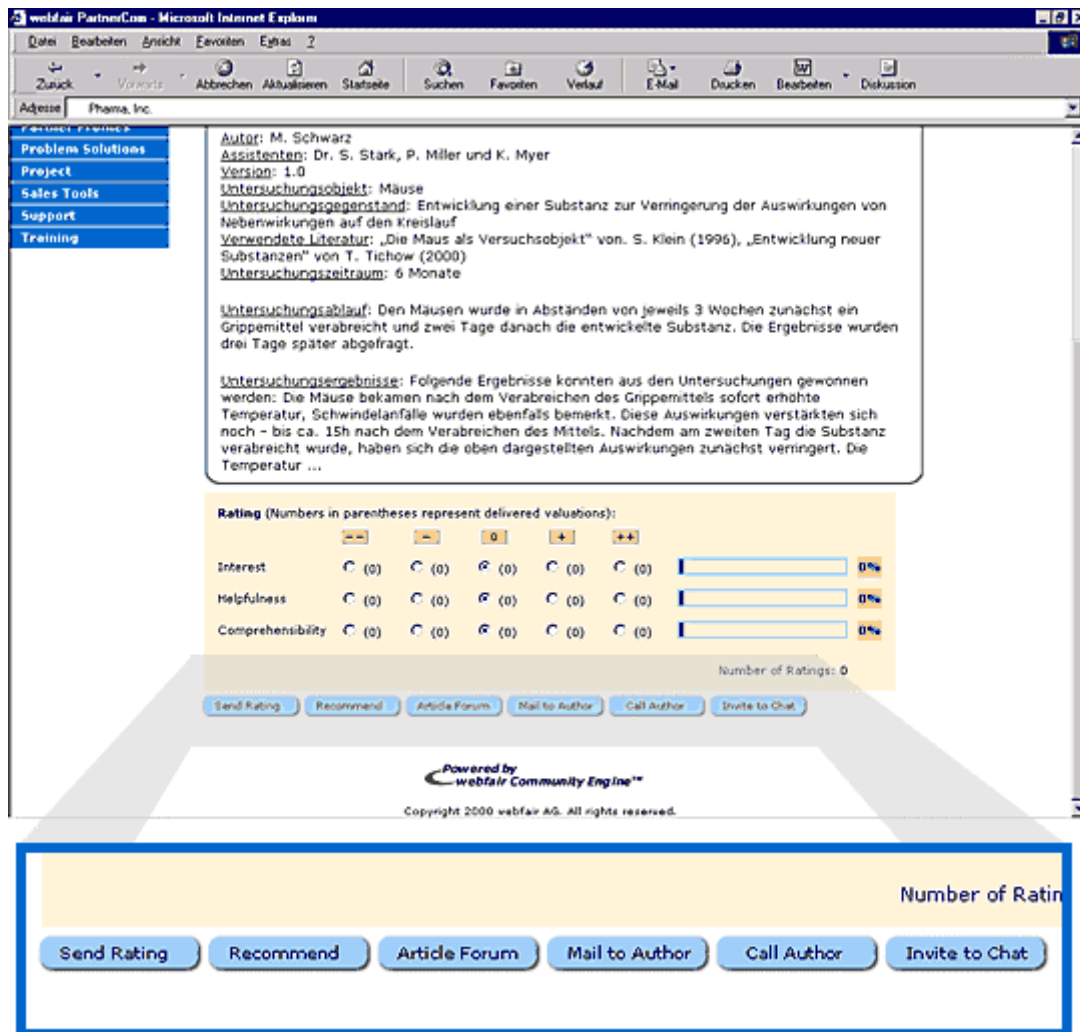 webfair PartnerCom - Microsoft Internet Explorer
Datei Bearbeiten Ansicht Favoriten Extras ?
Zurück Vorwärts Abbrechen Aktualisieren Startseite Suchen Favoriten Verlauf E-Mail Drucken Bearbeiten Diskussion
Adresse Pharma, Inc.
Partner Profiles
Problem Solutions
Project
Sales Tools
Support
Training
Autor: M. Schwarz
Assistenten: Dr. S. Stark, P. Miller und K. Myer
Version: 1.0
Untersuchungsobjekt: Mäuse
Untersuchungsgegenstand: Entwicklung einer Substanz zur Verringerung der Auswirkungen von
Nebenwirkungen auf den Kreislauf
Verwendete Literatur: „Die Maus als Versuchsobjekt" von. S. Klein (1996), „Entwicklung neuer
Substanzen" von T. Tichow (2000)
Untersuchungszeitraum: 6 Monate
Untersuchungsablauf: Den Mäusen wurde in Abständen von jeweils 3 Wochen zunächst ein
Grippemittel verabreicht und zwei Tage danach die entwickelte Substanz. Die Ergebnisse wurden
drei Tage später abgefragt.
Untersuchungsergebnisse: Folgende Ergebnisse konnten aus den Untersuchungen gewonnen
werden: Die Mäuse bekamen nach dem Verabreichen des Grippemittels sofort erhöhte
Temperatur, Schwindelanfälle wurden ebenfalls bemerkt. Diese Auswirkungen verstärkten sich
noch - bis ca. 15h nach dem Verabreichen des Mittels. Nachdem am zweiten Tag die Substanz
verabreicht wurde, haben sich die oben dargestellten Auswirkungen zunächst verringert. Die
Temperatur ...
Rating (Numbers in parentheses represent delivered valuations):
-- - 0 + ++
Interest (0) (0) (0) (0) (0) 0%
Helpfulness (0) (0) (0) (0) (0) 0%
Comprehensibility (0) (0) (0) (0) (0) 0%
Number of Ratings: 0
Send Rating Recommend Article Forum Mail to Author Call Author Invite to Chat
Powered by
webfair Community Engine™
Copyright 2000 webfair AG. All rights reserved.
Number of Ratin
Send Rating Recommend Article Forum Mail to Author Call Author Invite to Chat